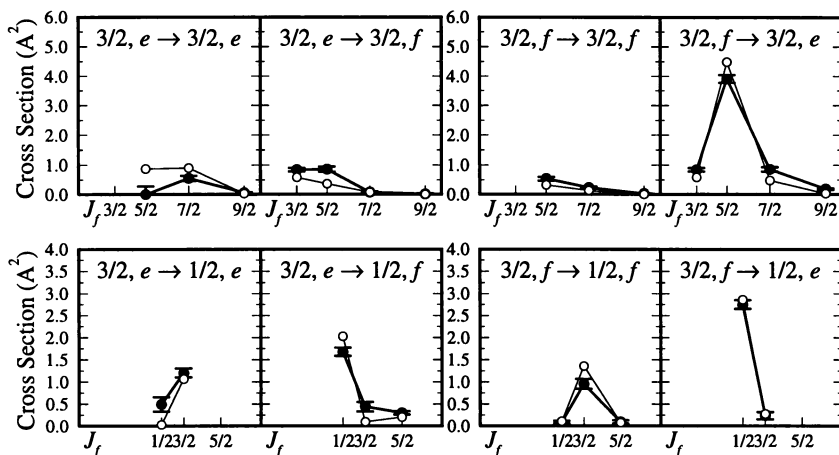 3/2, e → 3/2, e
3/2, e → 3/2, f
3/2, f → 3/2, f
3/2, f → 3/2, e
Cross Section (A²)
6.0
5.0
4.0
3.0
2.0
1.0
0.0
6.0
5.0
4.0
3.0
2.0
1.0
0.0
J_f 3/2 5/2 7/2 9/2
3/2 5/2 7/2 9/2
J_f 3/2 5/2 7/2 9/2
3/2 5/2 7/2 9/2
3/2, e → 1/2, e
3/2, e → 1/2, f
3/2, f → 1/2, f
3/2, f → 1/2, e
Cross Section (A²)
4.0
3.5
3.0
2.5
2.0
1.5
1.0
0.5
0.0
4.0
3.5
3.0
2.5
2.0
1.5
1.0
0.5
0.0
J_f 1/2 3/2 5/2
1/2 3/2 5/2
J_f 1/2 3/2 5/2
1/2 3/2 5/2